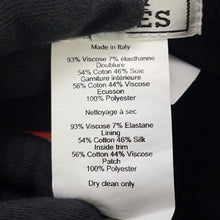 Made in Italy
93% Viscose 7% élasthanne
Doublure
54% Coton 46% Soie
Garniture intérieure
56% Coton 44% Viscose
Ecusson
100% Polyester
Nettoyage à sec
93% Viscose 7% Elastane
Lining
54% Cotton 46% Silk
Inside trim
56% Cotton 44% Viscose
Patch
100% Polyester
Dry clean only